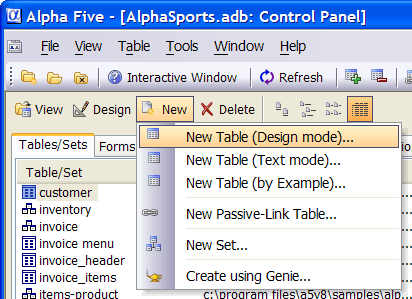 Alpha Five - [AlphaSports.adb: Control Panel]
File View Table Tools Window Help
Interactive Window Refresh
View Design New Delete
Tables/Sets Forms
Table/Set
New Table (Design mode)...
New Table (Text mode)...
New Table (by Example)...
New Passive-Link Table...
New Set...
Create using Genie...
customer
inventory
invoice
invoice menu
invoice_header
invoice_items
items-product c:\program files\a5v8\samples\alp